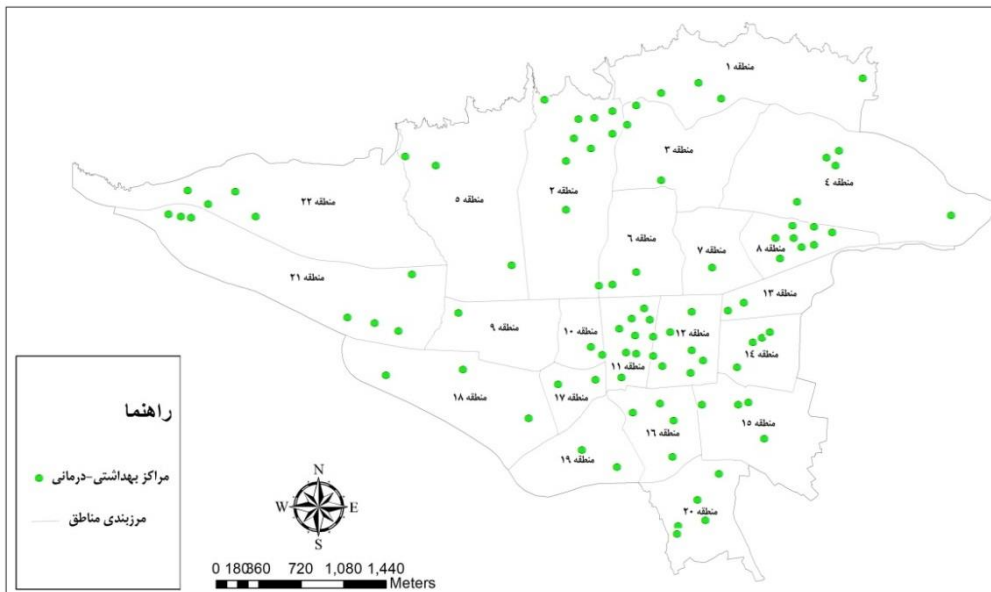 منطقه ۱
منطقه ۳
منطقه ۴
منطقه ۲
منطقه ۵
منطقه ۲۲
منطقه ۶
منطقه ۷
منطقه ۸
منطقه ۲۱
منطقه ۱۳
منطقه ۹
منطقه ۱۰
منطقه ۱۲
منطقه ۱۴
منطقه ۱۱
منطقه ۱۸
منطقه ۱۷
منطقه ۱۵
منطقه ۱۶
منطقه ۱۹
منطقه ۲۰
راهنما
مراکز بهداشتی-درمانی
مرزبندی مناطق
N
W E
S
0 180 360 720 1,080 1,440
Meters